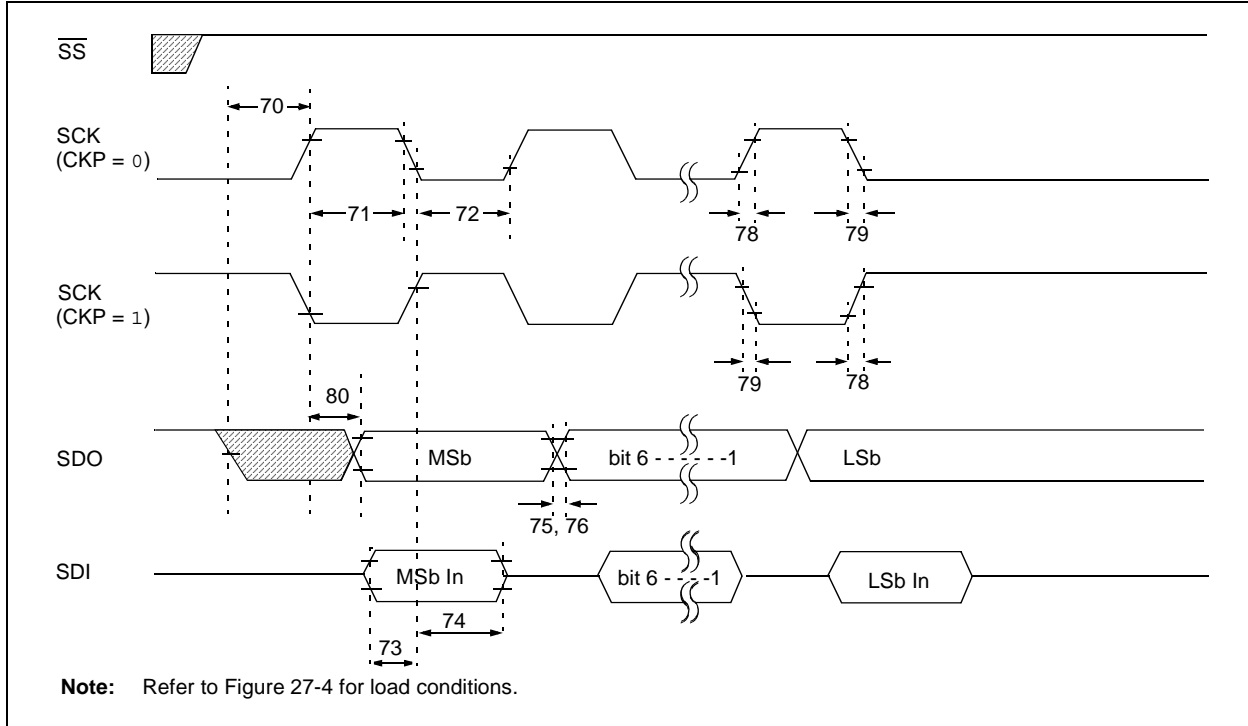 SS
70
SCK
(CKP = 0)
71
72
78
79
SCK
(CKP = 1)
79
78
80
SDO
MSb
bit 6 - - - - - - -1
LSb
75, 76
SDI
MSb In
bit 6 - - - - -1
LSb In
74
73
Note: Refer to Figure 27-4 for load conditions.